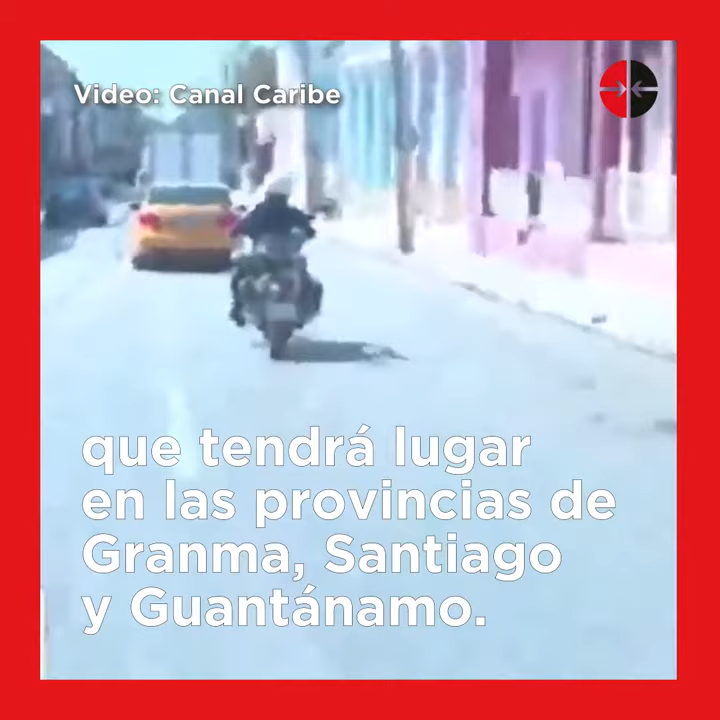 Video: Canal Caribe
que tendrá lugar
en las provincias de
Granma, Santiago
y Guantánamo.